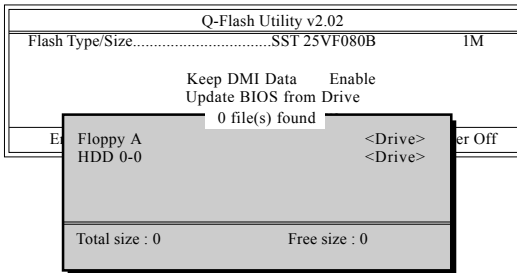 Q-Flash Utility v2.02
Flash Type/Size.................................SST 25VF080B 1M
Keep DMI Data Enable
Update BIOS from Drive
0 file(s) found
Floppy A <Drive>
HDD 0-0 <Drive>
Total size : 0 Free size : 0
Off